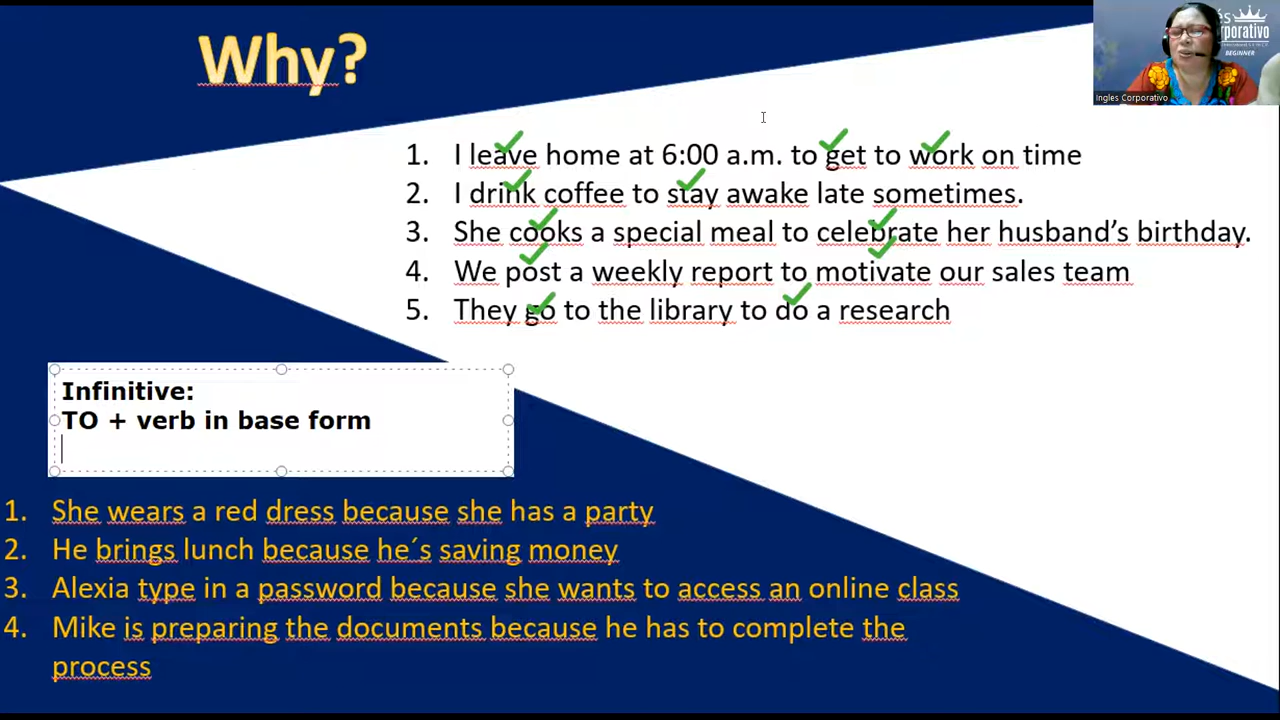 Why?
1. I leave home at 6:00 a.m. to get to work on time
2. I drink coffee to stay awake late sometimes.
3. She cooks a special meal to celebrate her husband's birthday.
4. We post a weekly report to motivate our sales team
5. They go to the library to do a research
Infinitive:
TO + verb in base form
1. She wears a red dress because she has a party
2. He brings lunch because he´s saving money
3. Alexia type in a password because she wants to access an online class
4. Mike is preparing the documents because he has to complete the
process
BEGINNER
Ingles Corporativo